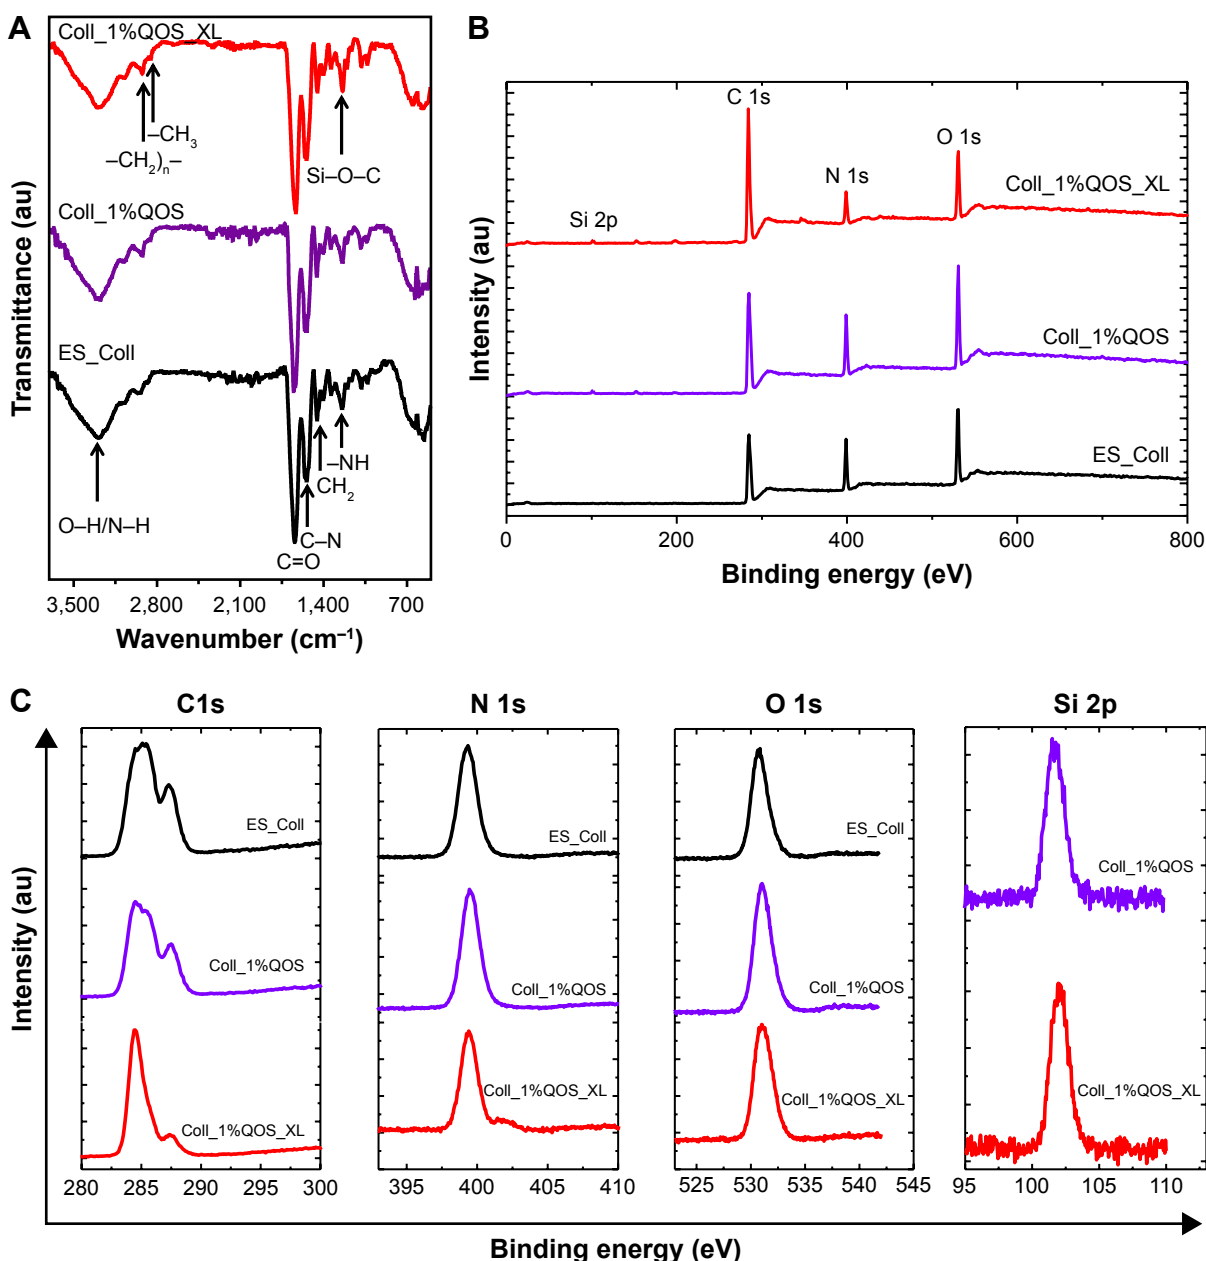 A
Coll_1%QOS_XL
–CH3
–CH2)n–
Si–O–C
Coll_1%QOS
ES_Coll
–NH
CH2
O–H/N–H
C–N
C=O
Transmittance (au)
3,500 2,800 2,100 1,400 700
Wavenumber (cm–1)
B
C 1s
O 1s
N 1s
Si 2p
Coll_1%QOS_XL
Coll_1%QOS
ES_Coll
Intensity (au)
0 200 400 600 800
Binding energy (eV)
C
C1s
N 1s
O 1s
Si 2p
ES_Coll
Coll_1%QOS
Coll_1%QOS_XL
280 285 290 295 300
ES_Coll
Coll_1%QOS
Coll_1%QOS_XL
395 400 405 410
ES_Coll
Coll_1%QOS
Coll_1%QOS_XL
525 530 535 540 545
Coll_1%QOS
Coll_1%QOS_XL
95 100 105 110
Intensity (au)
Binding energy (eV)